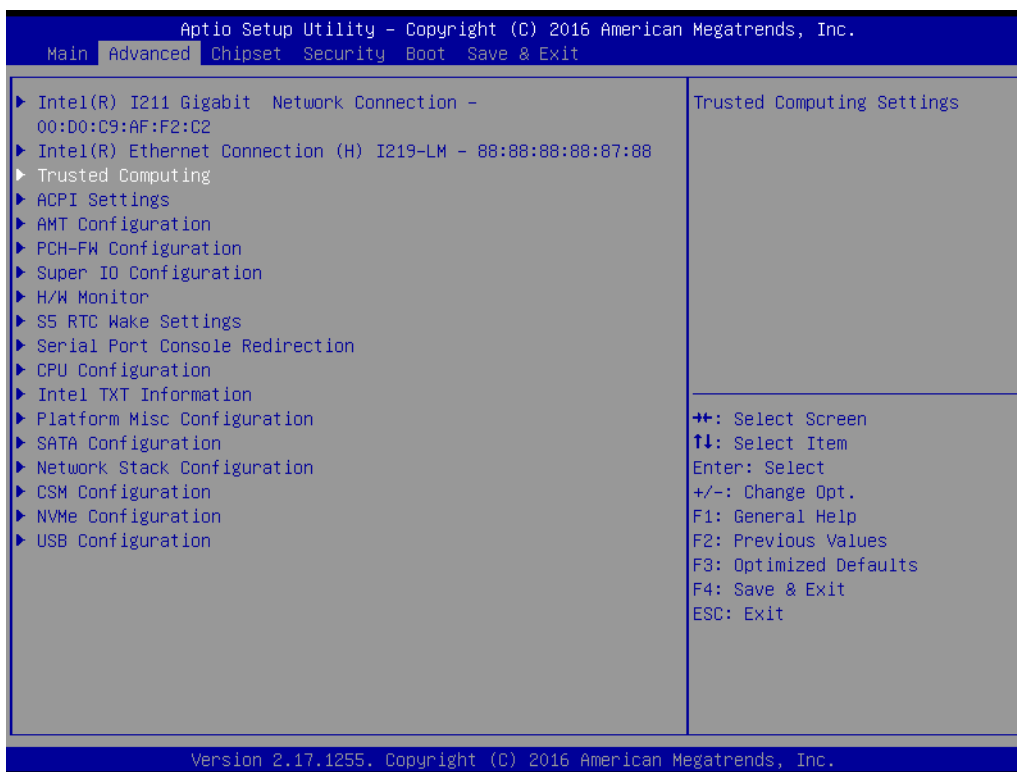 Aptio Setup Utility – Copyright (C) 2016 American Megatrends, Inc.
Main Advanced Chipset Security Boot Save & Exit
▶ Intel(R) I211 Gigabit  Network Connection –
00:D0:C9:AF:F2:C2
▶ Intel(R) Ethernet Connection (H) I219–LM – 88:88:88:88:87:88
▶ Trusted Computing
▶ ACPI Settings
▶ AMT Configuration
▶ PCH–FW Configuration
▶ Super IO Configuration
▶ H/W Monitor
▶ S5 RTC Wake Settings
▶ Serial Port Console Redirection
▶ CPU Configuration
▶ Intel TXT Information
▶ Platform Misc Configuration
▶ SATA Configuration
▶ Network Stack Configuration
▶ CSM Configuration
▶ NVMe Configuration
▶ USB Configuration
Trusted Computing Settings
→←: Select Screen
↑↓: Select Item
Enter: Select
+/–: Change Opt.
F1: General Help
F2: Previous Values
F3: Optimized Defaults
F4: Save & Exit
ESC: Exit
Version 2.17.1255. Copyright (C) 2016 American Megatrends, Inc.